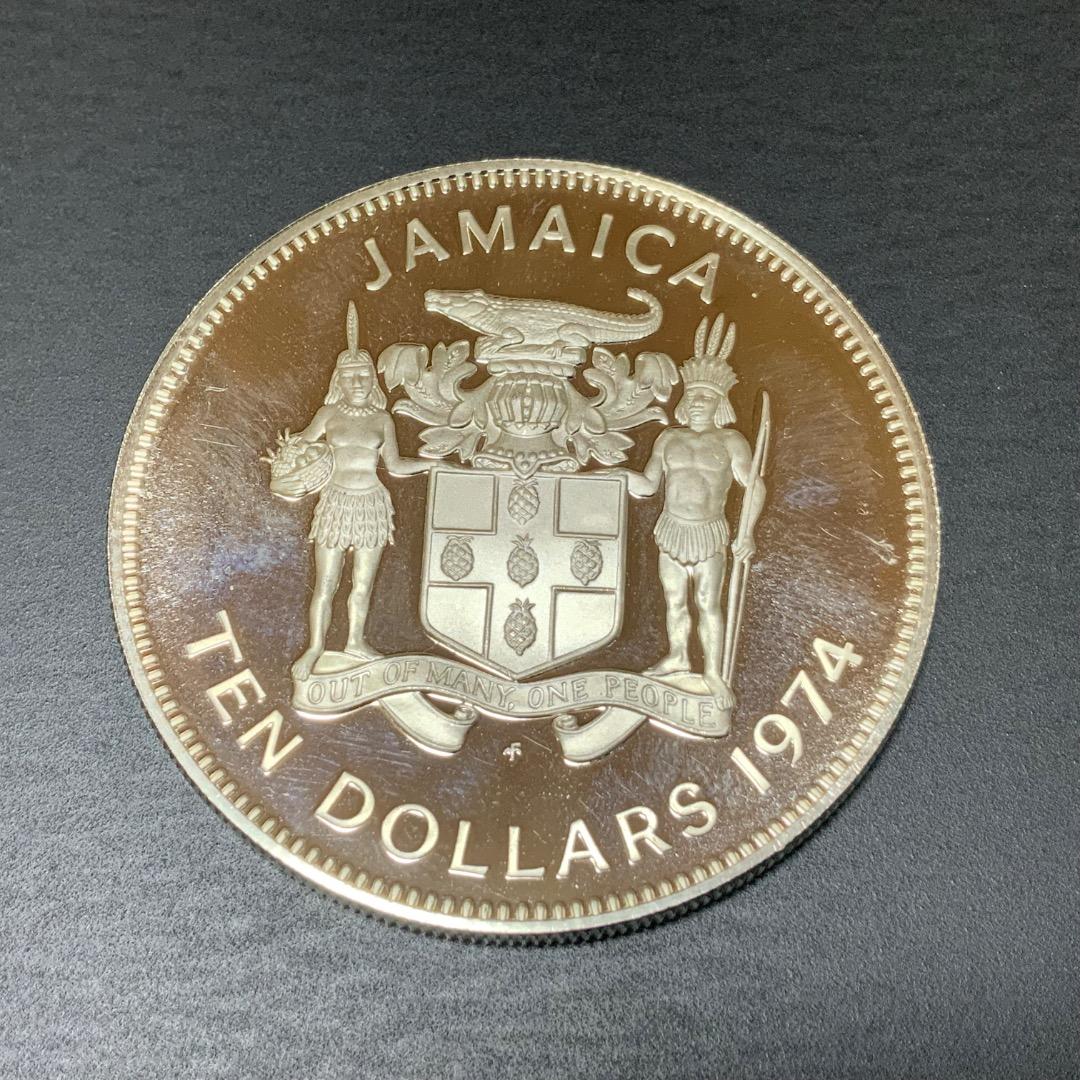 JAMAICA
OUT OF MANY, ONE PEOPLE
TEN DOLLARS 1974